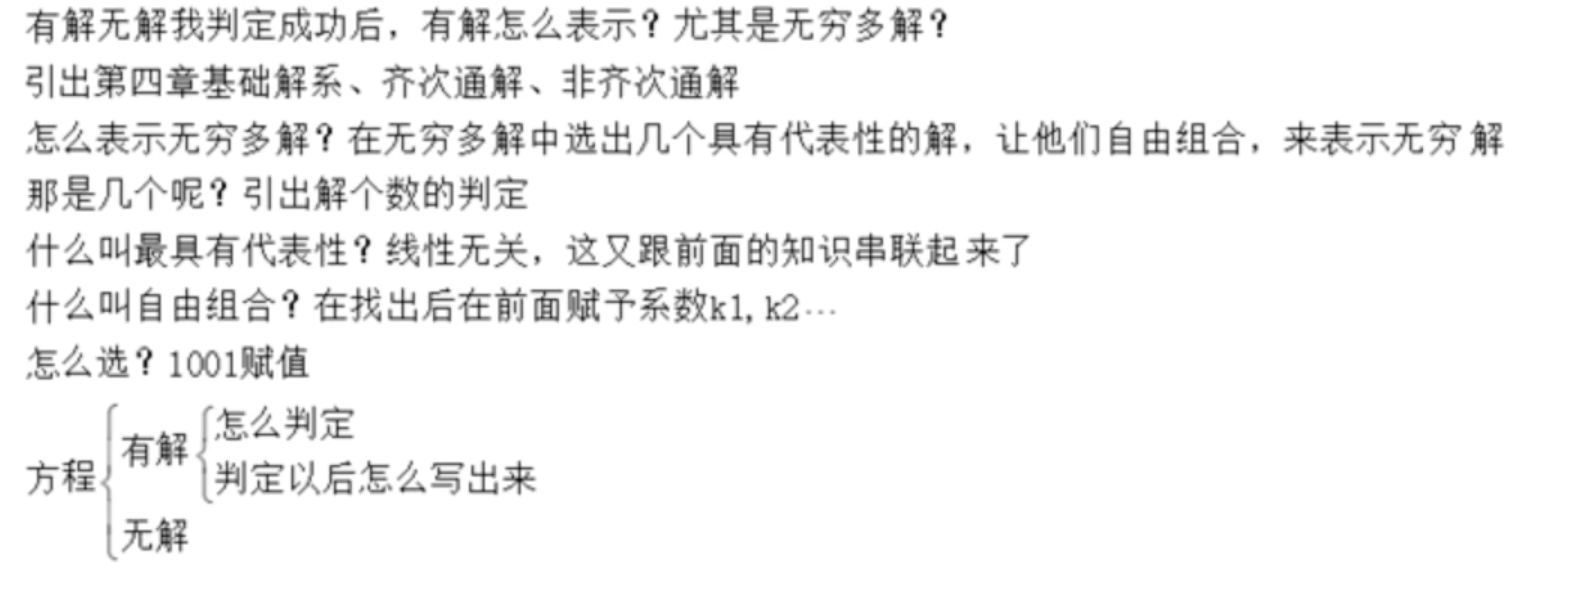 有解无解我判定成功后，有解怎么表示？尤其是无穷多解？
引出第四章基础解系、齐次通解、非齐次通解
怎么表示无穷多解？在无穷多解中选出几个具有代表性的解，让他们自由组合，来表示无穷解
那是几个呢？引出解个数的判定
什么叫最具有代表性？线性无关，这又跟前面的知识串联起来了
什么叫自由组合？在找出后在前面赋予系数k1, k2…
怎么选？1001赋值
怎么判定
有解
判定以后怎么写出来
方程
无解